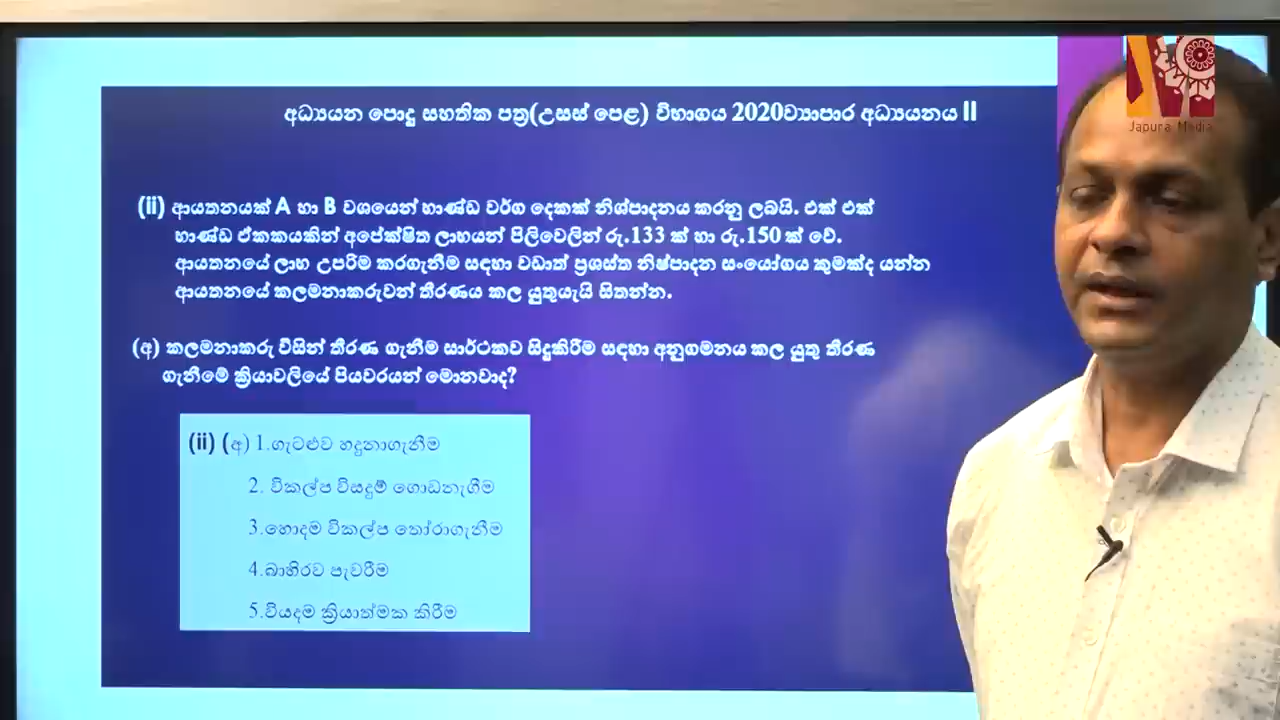 Japura Media
අධ්‍යයන පොදු සහතික පත්‍ර(උසස් පෙළ) විභාගය 2020ව්‍යාපාර අධ්‍යයනය II
(ii) ආයතනයක් A හා B වශයෙන් භාණ්ඩ වර්ග දෙකක් නිශ්පාදනය කරනු ලබයි. එක් එක්
භාණ්ඩ ඒකකයකින් අපේක්ෂිත ලාභයන් පිලිවෙලින් රු.133 ක් හා රු.150 ක් වේ.
ආයතනයේ ලාභ උපරිම කරගැනීම සඳහා වඩාත් ප්‍රශස්ත නිෂ්පාදන සංයෝගය කුමක්ද යන්න
ආයතනයේ කලමනාකරුවන් තීරණය කල යුතුයැයි සිතන්න.
(අ) කලමනාකරු විසින් තීරණ ගැනීම සාර්ථකව සිදුකිරීම සඳහා අනුගමනය කල යුතු තීරණ
ගැනීමේ ක්‍රියාවලියේ පියවරයන් මොනවාද?
(ii) (අ) 1.ගැටළුව හදුනාගැනීම
2. විකල්ප විසදුම් ගොඩනැගීම
3.හොදම විකල්ප තෝරාගැනීම
4.බාහිරව පැවරීම
5.වියදම ක්‍රියාත්මක කිරීම